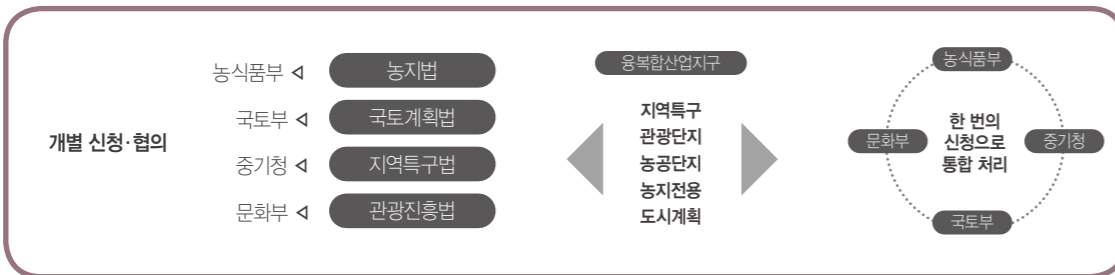 개별 신청·협의
농식품부 ◁ 농지법
국토부 ◁ 국토계획법
중기청 ◁ 지역특구법
문화부 ◁ 관광진흥법
융복합산업지구
지역특구
관광단지
농공단지
농지전용
도시계획
농식품부
문화부
한 번의
신청으로
통합 처리
중기청
국토부